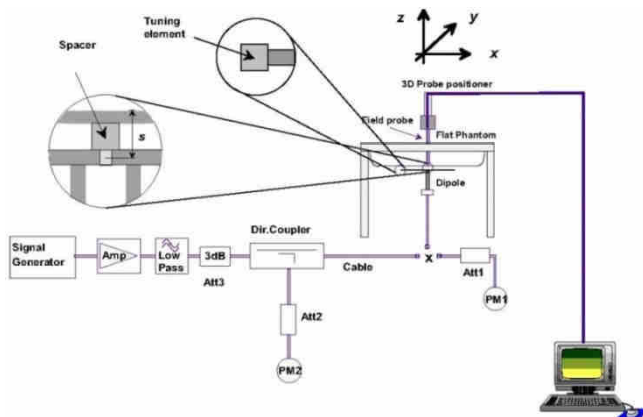 Tuning
element
Spacer
s
z
y
x
3D Probe positioner
Field probe
Flat Phantom
Dipole
Signal
Generator
Amp
Low
Pass
3dB
Att3
Dir.Coupler
Cable
x
Att1
PM1
Att2
PM2